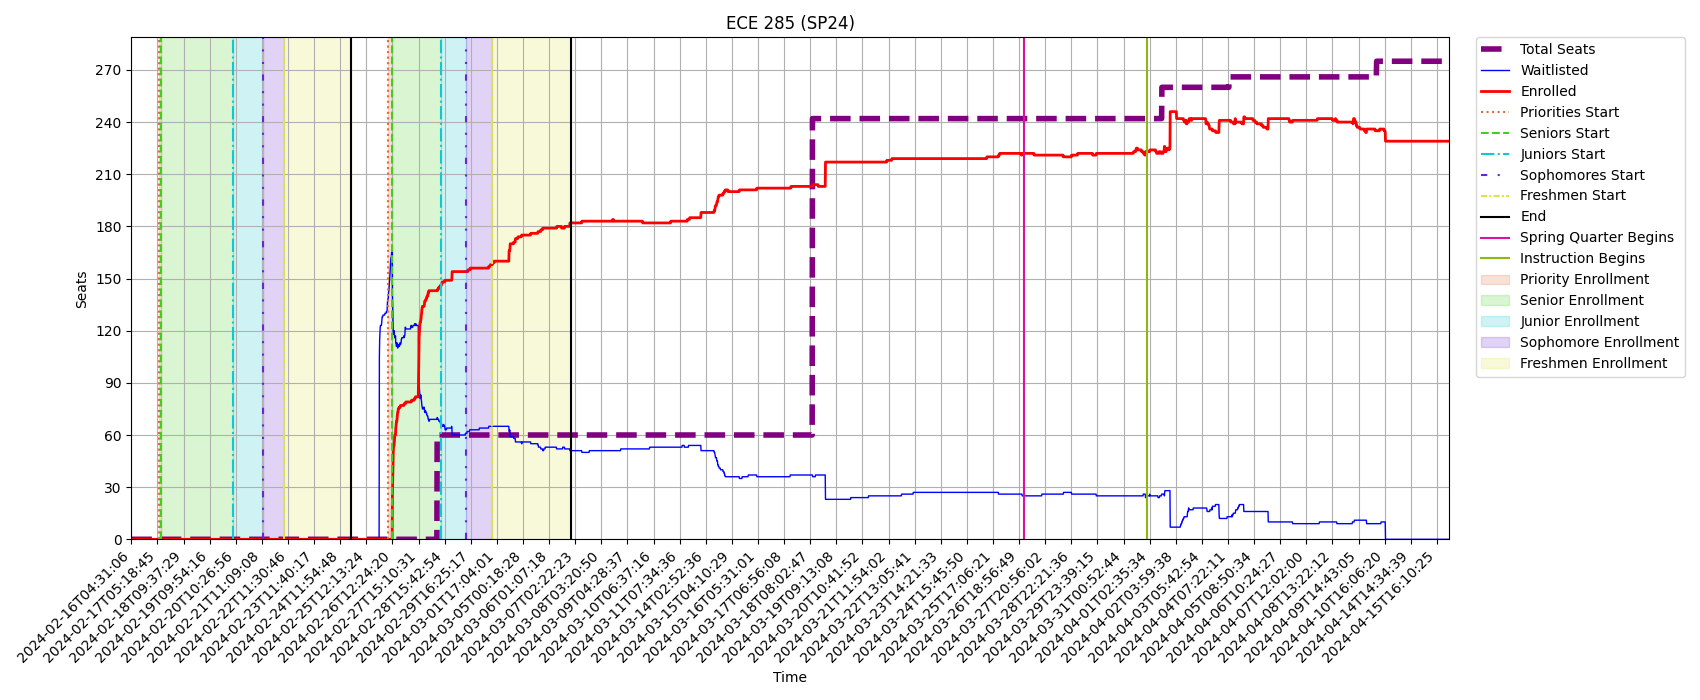 ECE 285 (SP24)
Seats
270
240
210
180
150
120
90
60
30
0
2024-02-16T04:31:06
2024-02-17T05:18:45
2024-02-18T09:37:29
2024-02-19T09:54:16
2024-02-20T10:26:56
2024-02-21T11:09:08
2024-02-22T11:30:46
2024-02-23T11:40:17
2024-02-24T11:54:48
2024-02-25T12:13:24
2024-02-26T12:24:20
2024-02-27T15:10:31
2024-02-28T15:42:54
2024-02-29T16:25:17
2024-03-01T17:04:01
2024-03-05T00:18:28
2024-03-06T01:07:18
2024-03-07T02:22:23
2024-03-08T03:20:50
2024-03-09T04:28:37
2024-03-10T06:37:16
2024-03-11T07:34:36
2024-03-14T02:52:36
2024-03-15T04:10:29
2024-03-16T05:31:01
2024-03-17T06:56:08
2024-03-18T08:02:47
2024-03-19T09:13:08
2024-03-20T10:41:52
2024-03-21T11:54:02
2024-03-22T13:05:41
2024-03-23T14:21:33
2024-03-24T15:45:50
2024-03-25T17:06:21
2024-03-26T18:56:49
2024-03-27T20:56:02
2024-03-28T22:21:36
2024-03-29T23:39:15
2024-03-31T00:52:44
2024-04-01T02:35:34
2024-04-02T03:59:38
2024-04-03T05:42:54
2024-04-04T07:22:11
2024-04-05T08:50:34
2024-04-06T10:24:27
2024-04-07T12:02:00
2024-04-08T13:22:12
2024-04-09T14:43:05
2024-04-10T16:06:20
2024-04-14T14:34:39
2024-04-15T16:10:25
Time
Total Seats
Waitlisted
Enrolled
Priorities Start
Seniors Start
Juniors Start
Sophomores Start
Freshmen Start
End
Spring Quarter Begins
Instruction Begins
Priority Enrollment
Senior Enrollment
Junior Enrollment
Sophomore Enrollment
Freshmen Enrollment